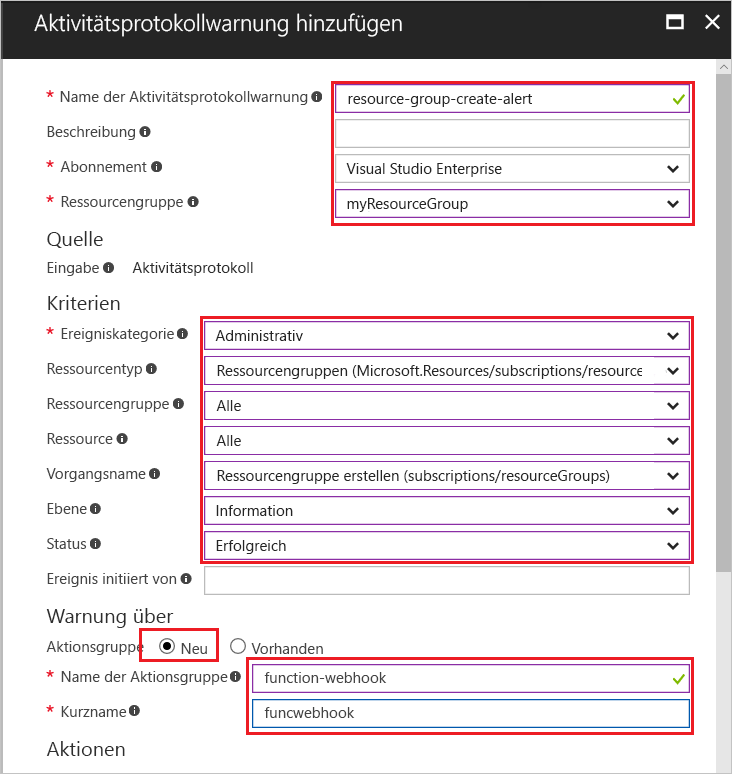 Aktivitätsprotokollwarnung hinzufügen
* Name der Aktivitätsprotokollwarnung resource-group-create-alert
Beschreibung
* Abonnement Visual Studio Enterprise
* Ressourcengruppe myResourceGroup
Quelle
Eingabe Aktivitätsprotokoll
Kriterien
* Ereigniskategorie Administrativ
Ressourcentyp Ressourcengruppen (Microsoft.Resources/subscriptions/resource
Ressourcengruppe Alle
Ressource Alle
Vorgangsname Ressourcengruppe erstellen (subscriptions/resourceGroups)
Ebene Information
Status Erfolgreich
Ereignis initiiert von
Warnung über
Aktionsgruppe Neu Vorhanden
* Name der Aktionsgruppe function-webhook
* Kurzname funcwebhook
Aktionen